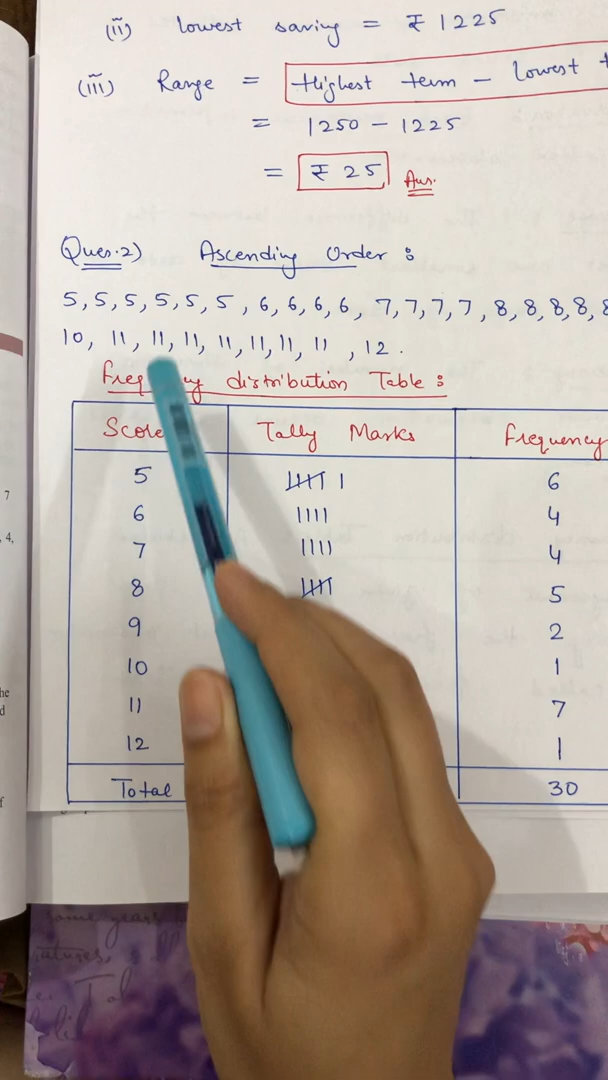 (ii) lowest saving = ₹ 1225
(iii) Range = Highest term - lowest
= 1250 - 1225
= ₹ 25 Ans.
Ques. 2) Ascending Order :
5, 5, 5, 5, 5, 5, 6, 6, 6, 6, 7, 7, 7, 7, 8, 8, 8, 8, 8
10, 11, 11, 11, 11, 11, 11, 11, 12.
distribution Table :
Score Tally Marks Frequency
5  𝍸 | 6
6 |||| 4
7 |||| 4
8 𝍸 5
9 2
10 1
11 7
12 1
Total 30
7
4,